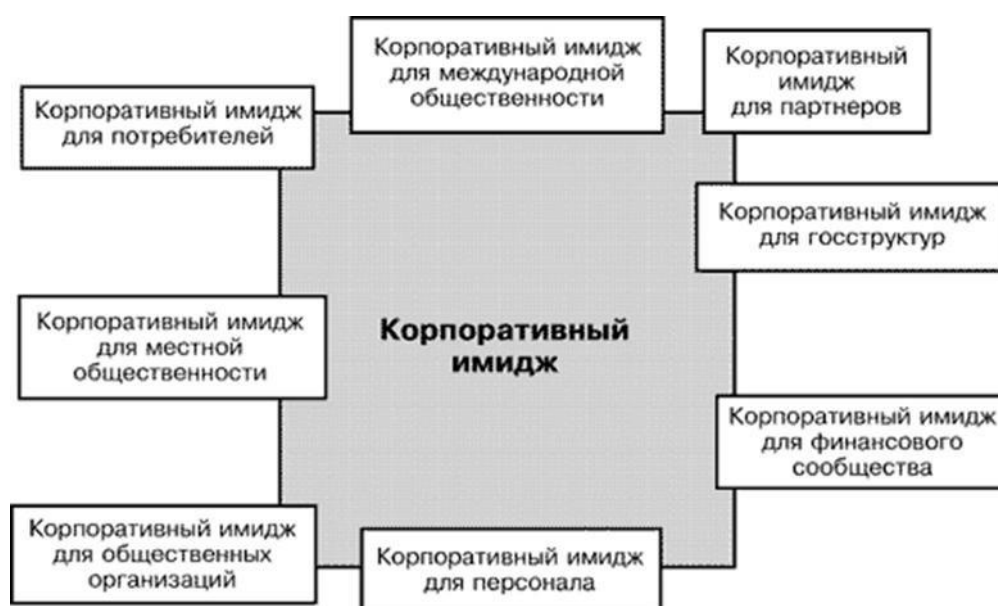 Корпоративный имидж
для международной
общественности
Корпоративный
имидж
для партнеров
Корпоративный имидж
для потребителей
Корпоративный имидж
для госструктур
Корпоративный имидж
для местной
общественности
Корпоративный
имидж
Корпоративный имидж
для финансового
сообщества
Корпоративный имидж
для общественных
организаций
Корпоративный имидж
для персонала